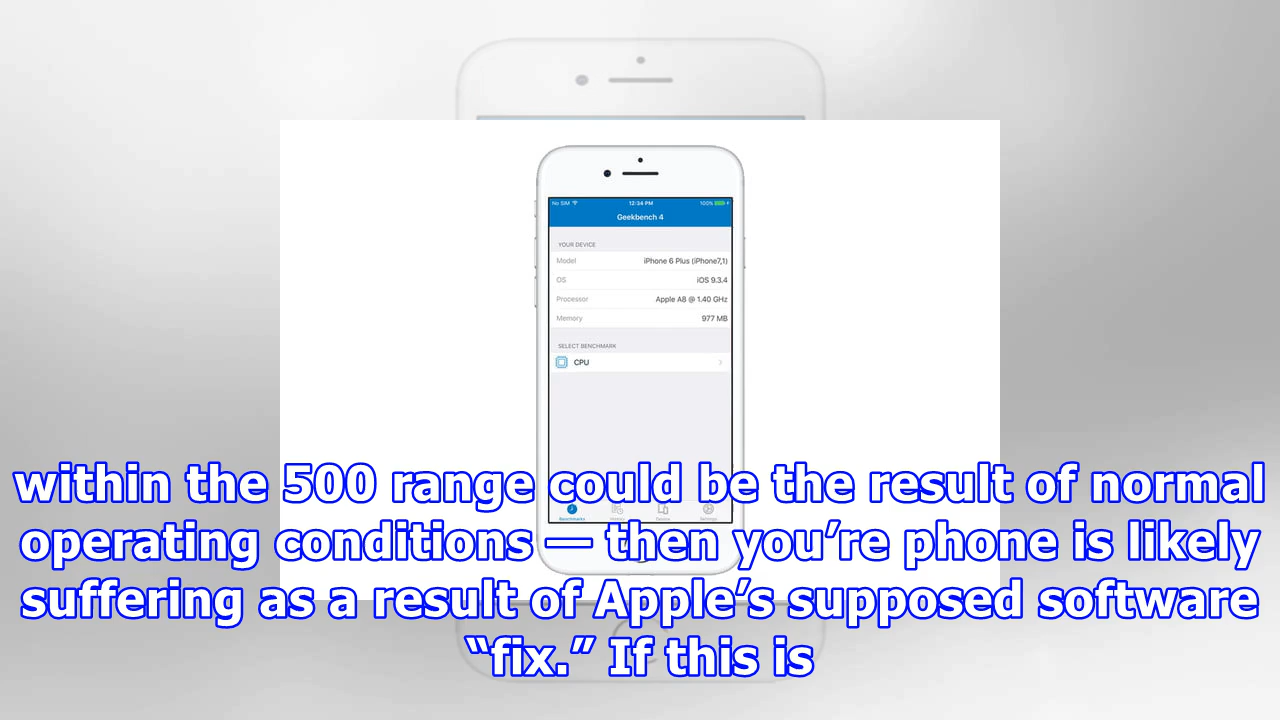 No SIM 12:34 PM 100%
Geekbench 4
YOUR DEVICE
Model iPhone 6 Plus (iPhone7,1)
OS iOS 9.3.4
Processor Apple A8 @ 1.40 GHz
Memory 977 MB
SELECT BENCHMARK
CPU
within the 500 range could be the result of normal
Benchmarks Settings
operating conditions — then you’re phone is likely
suffering as a result of Apple’s supposed software
“fix.” If this is